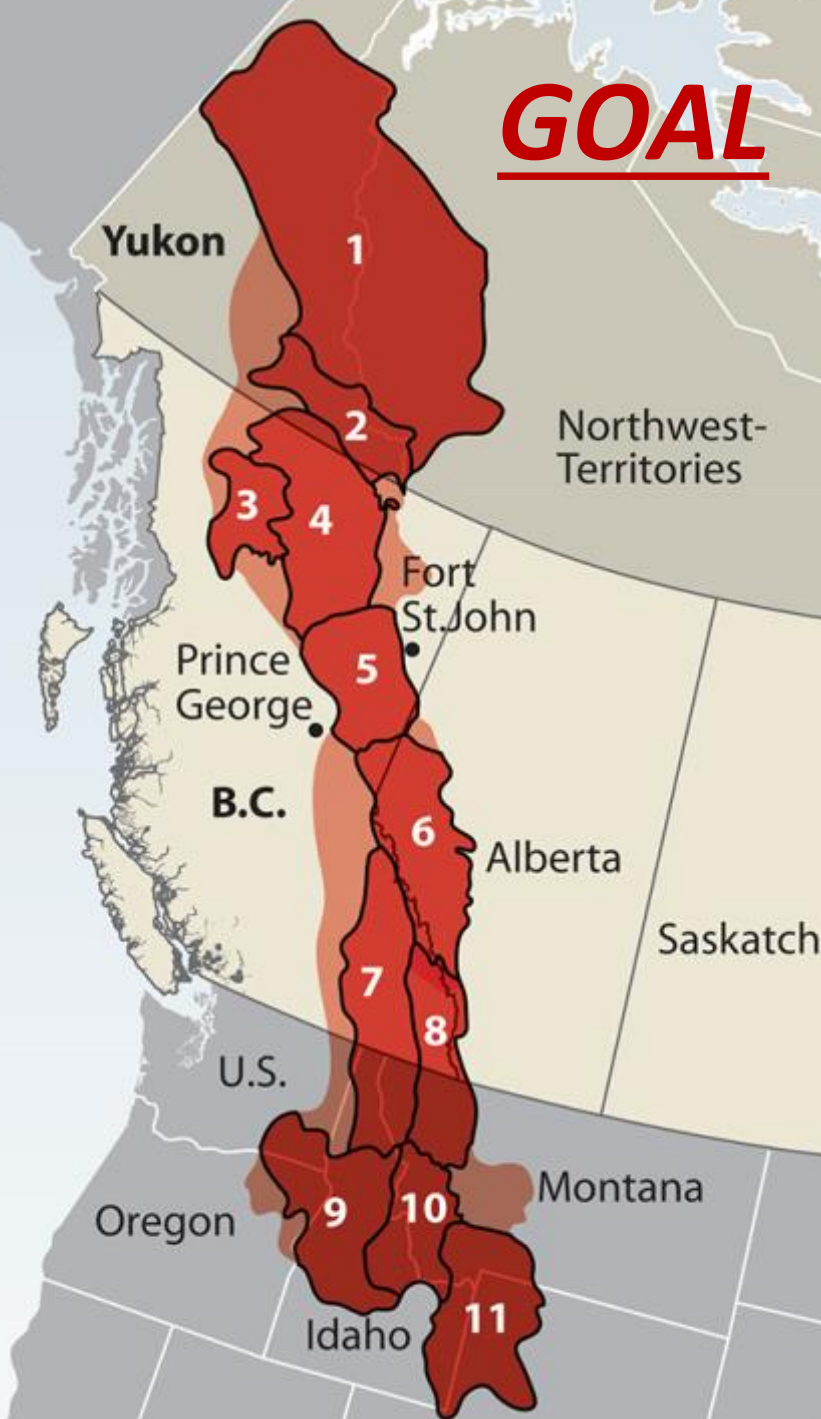 GOAL
Yukon
1
2
Northwest-
Territories
3
4
Fort
St.John
Prince
George
5
B.C.
6
Alberta
Saskatch
7
8
U.S.
Montana
9
10
Oregon
11
Idaho